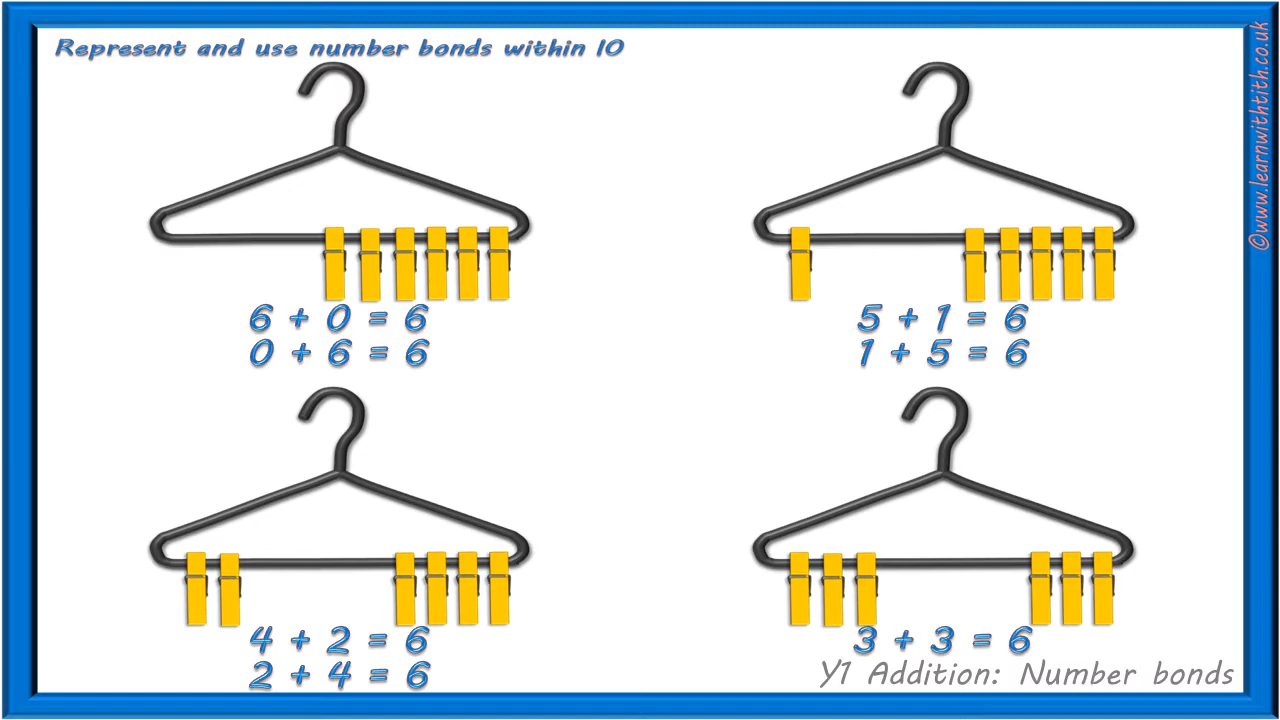 Represent and use number bonds within 10
©www.learnwithtith.co.uk
6 + 0 = 6
0 + 6 = 6
5 + 1 = 6
1 + 5 = 6
4 + 2 = 6
2 + 4 = 6
3 + 3 = 6
Y1 Addition: Number bonds